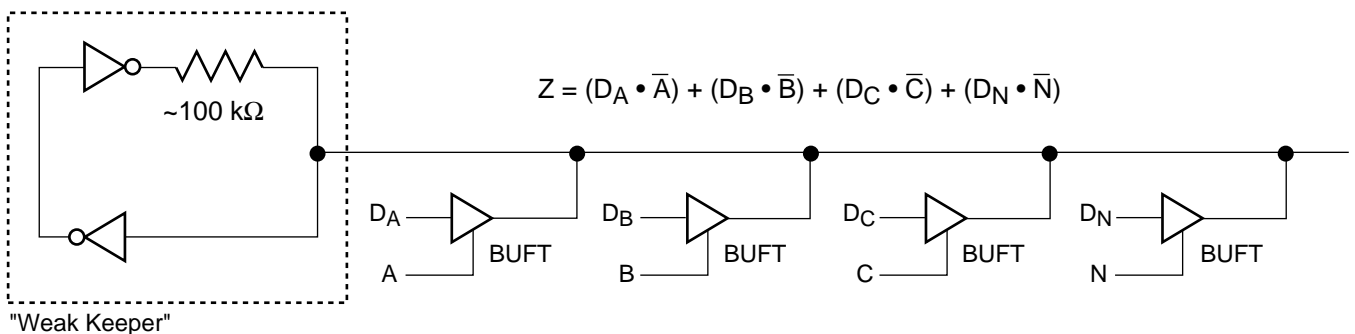 Z = (D_A • A̅) + (D_B • B̅) + (D_C • C̅) + (D_N • N̅)
~100 kΩ
D_A
BUFT
A
D_B
BUFT
B
D_C
BUFT
C
D_N
BUFT
N
"Weak Keeper"